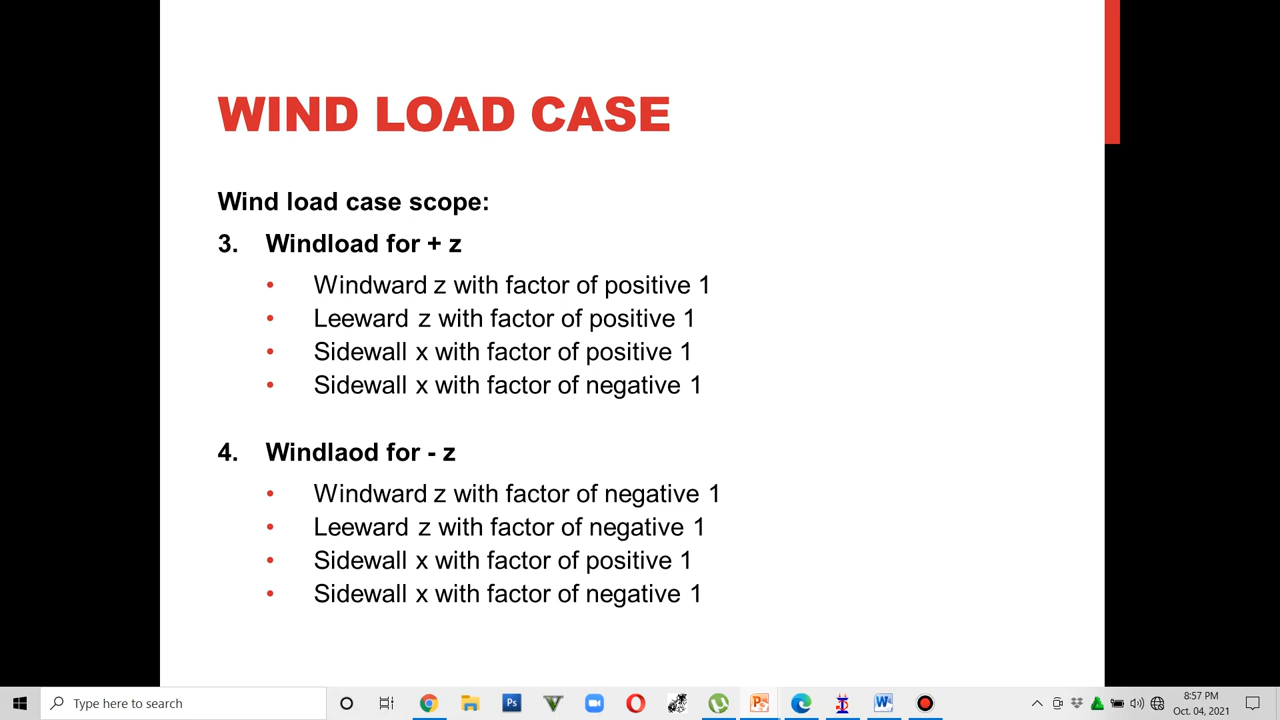 WIND LOAD CASE
Wind load case scope:
3. Windload for + z
• Windward z with factor of positive 1
• Leeward z with factor of positive 1
• Sidewall x with factor of positive 1
• Sidewall x with factor of negative 1
4. Windlaod for - z
• Windward z with factor of negative 1
• Leeward z with factor of negative 1
• Sidewall x with factor of positive 1
• Sidewall x with factor of negative 1
Type here to search
8:57 PM
Oct. 04, 2021